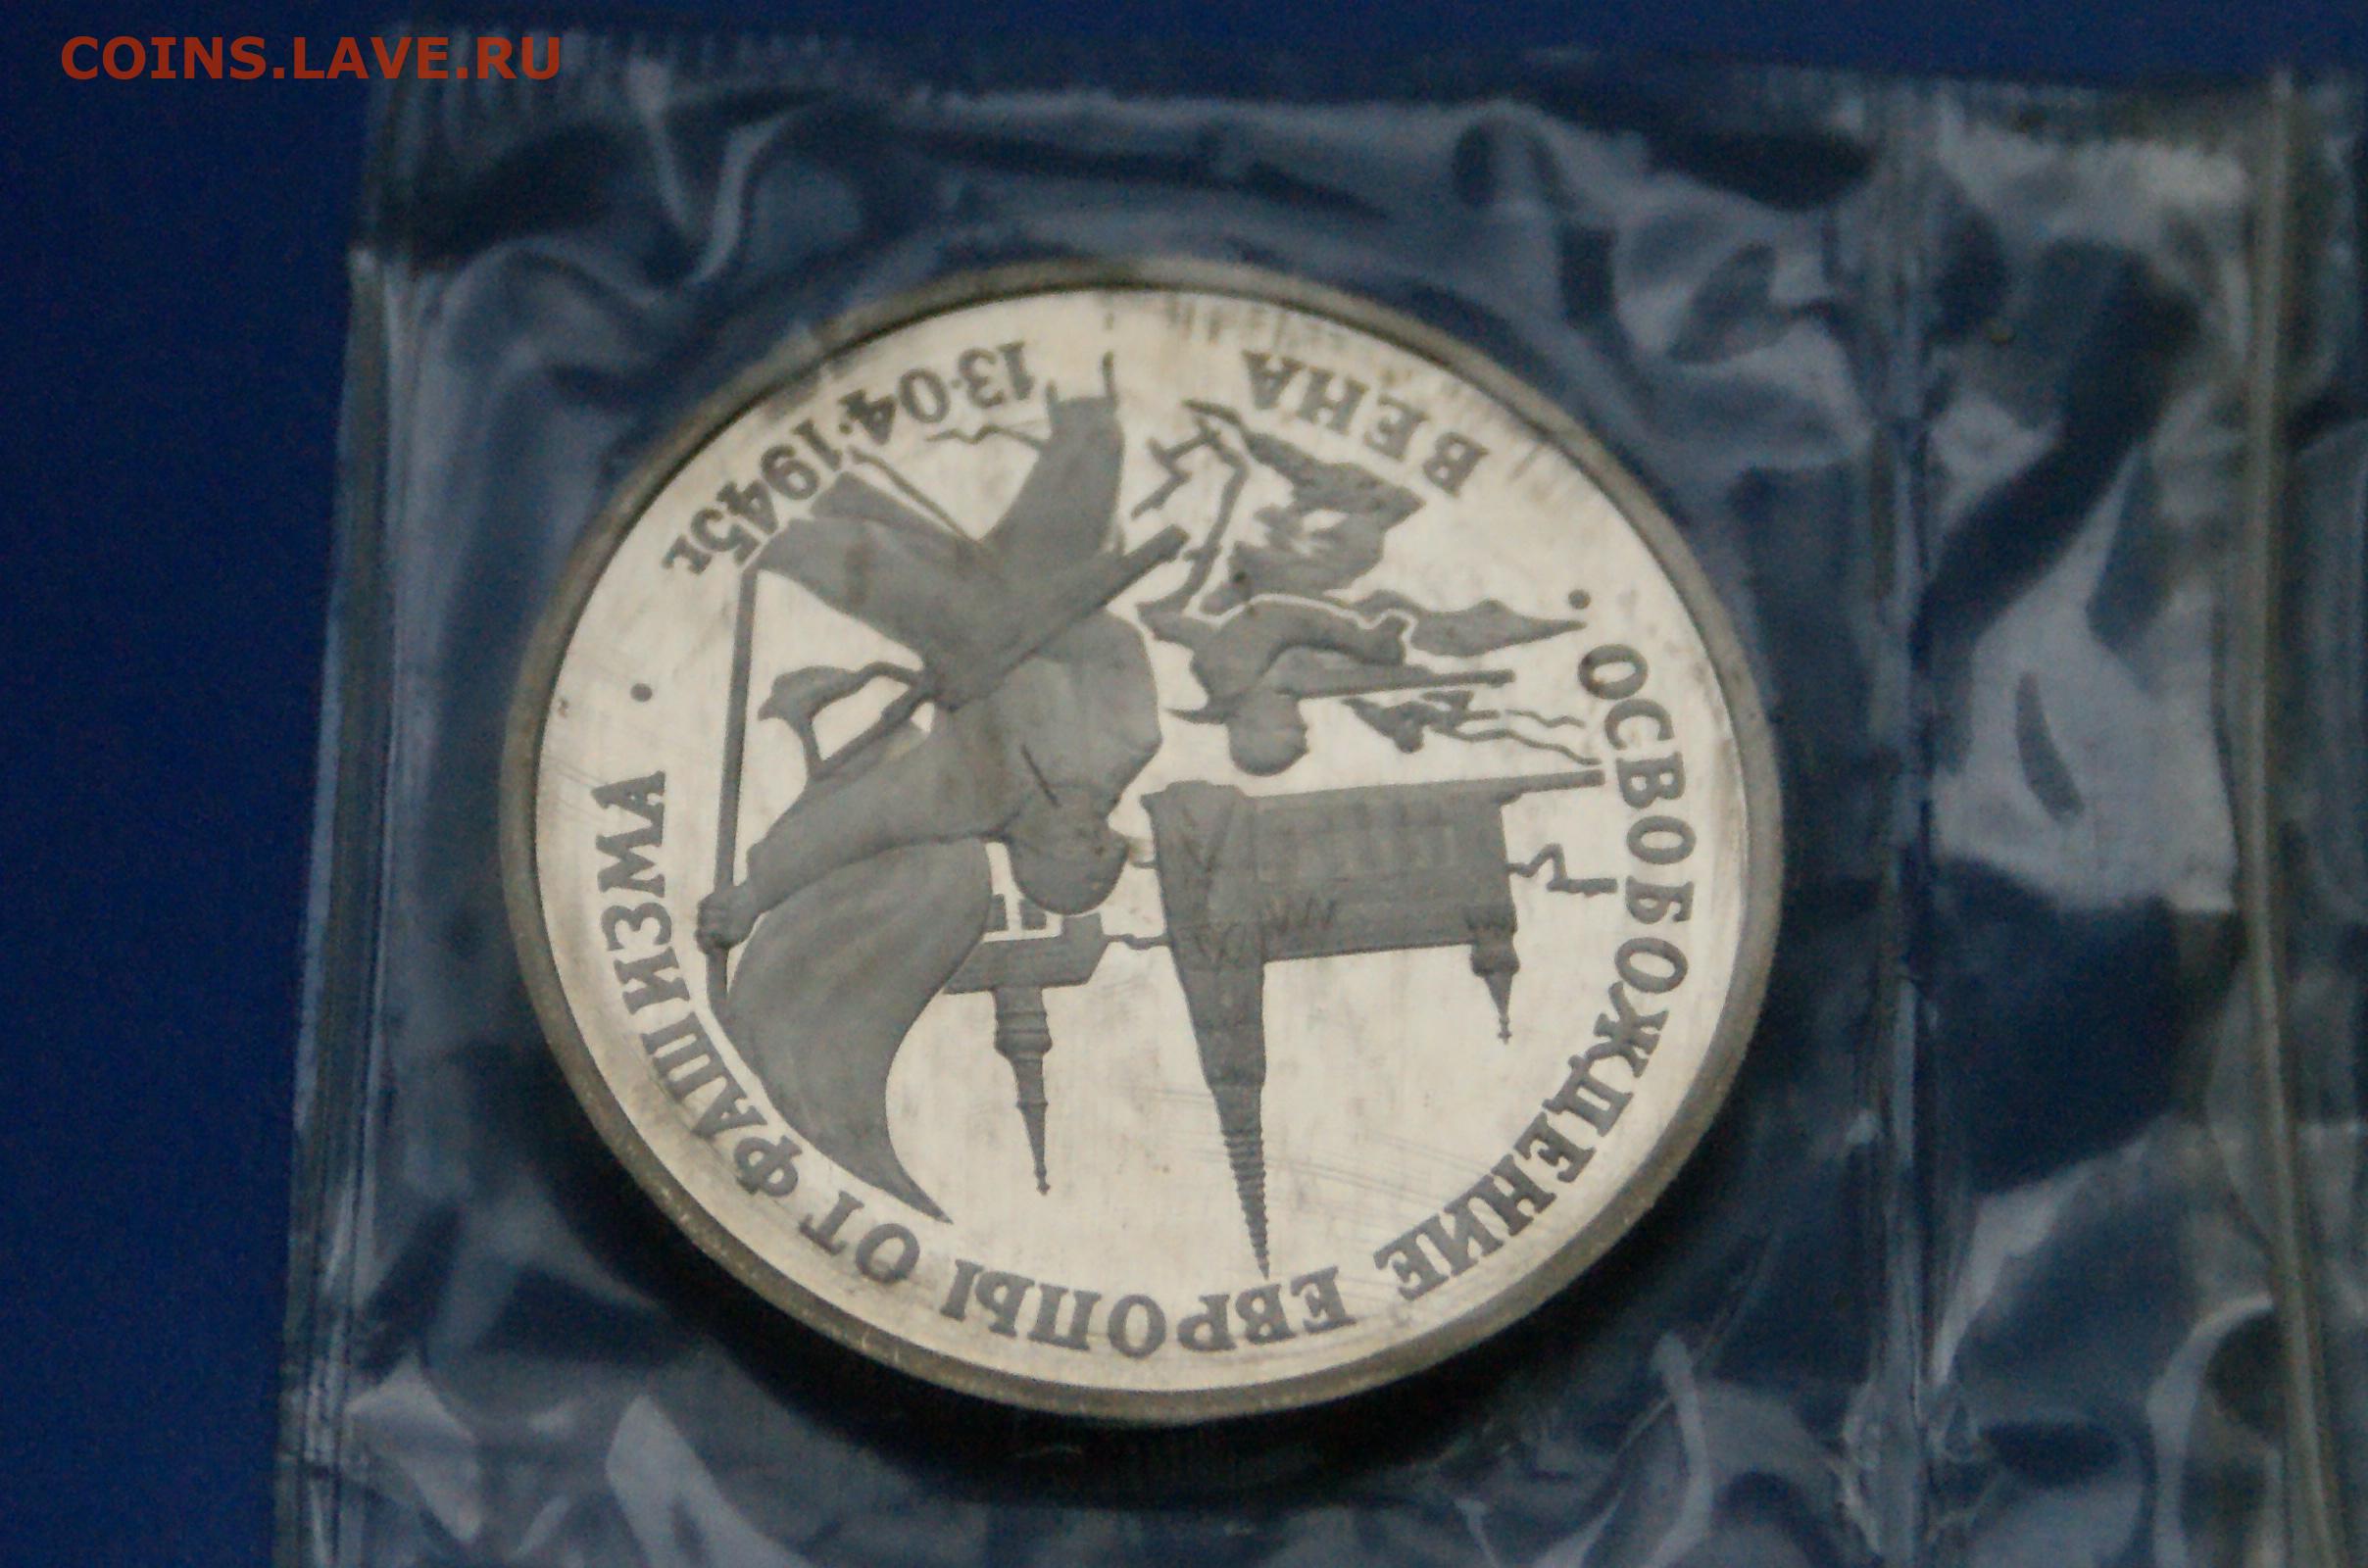 COINS.LAVE.RU
· ОСВОБОЖДЕНИЕ ЕВРОПЫ ОТ ФАШИЗМА ·
ВЕНА
13·04·1945г